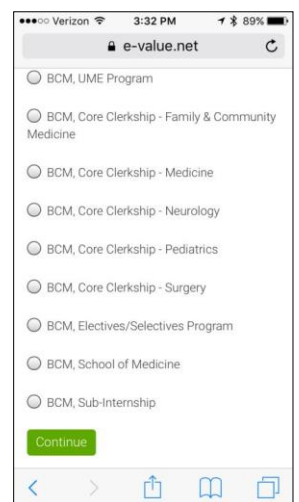 Verizon 3:32 PM 89%
e-value.net
BCM, UME Program
BCM, Core Clerkship - Family & Community
Medicine
BCM, Core Clerkship - Medicine
BCM, Core Clerkship - Neurology
BCM, Core Clerkship - Pediatrics
BCM, Core Clerkship - Surgery
BCM, Electives/Selectives Program
BCM, School of Medicine
BCM, Sub-Internship
Continue